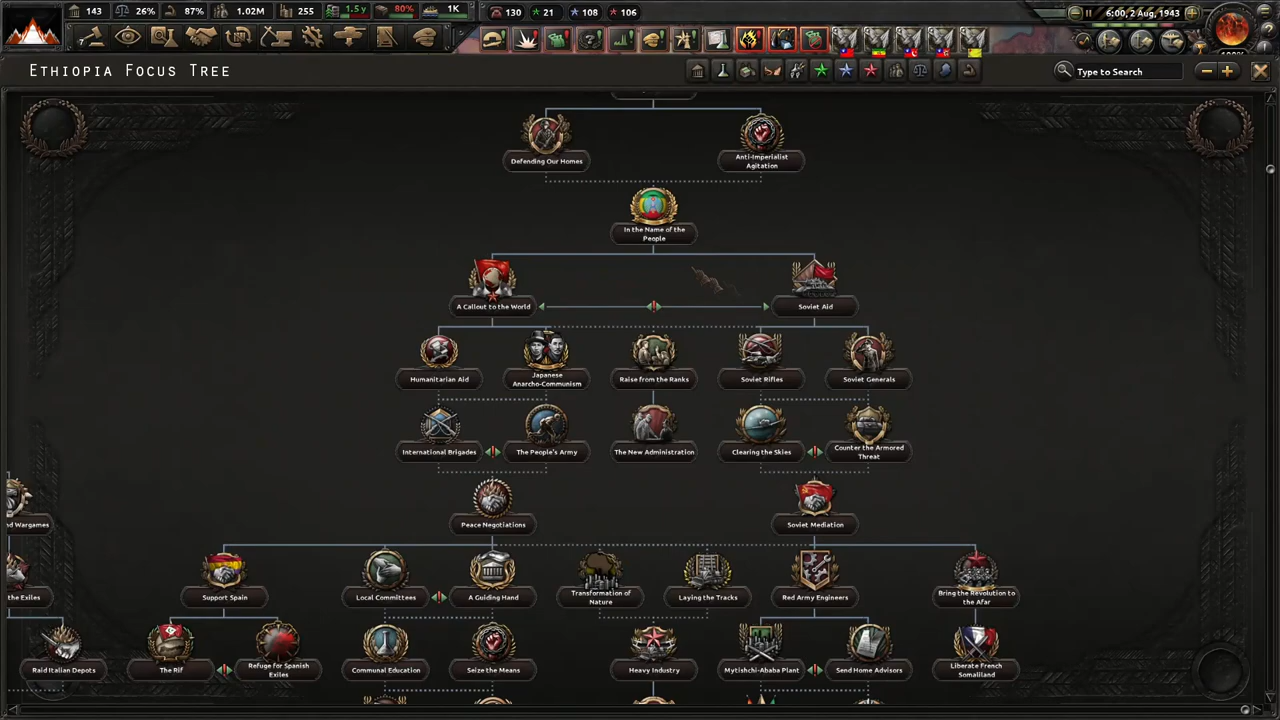 143
26%
87%
1.02M
255
1.5 y
80%
1K
130
21
108
106
6:00, 2 Aug, 1943
100%
Ethiopia Focus Tree
Type to Search
Defending Our Homes
Anti-Imperialist
Agitation
In the Name of the
People
A Callout to the World
Soviet Aid
Humanitarian Aid
Japanese
Anarcho-Communism
Raise from the Ranks
Soviet Rifles
Soviet Generals
International Brigades
The People's Army
The New Administration
Clearing the Skies
Counter the Armored
Threat
nd Wargames
Peace Negotiations
Soviet Mediation
the Exiles
Support Spain
Local Committees
A Guiding Hand
Transformation of
Nature
Laying the Tracks
Red Army Engineers
Bring the Revolution to
the Afar
Raid Italian Depots
The Rif
Refuge for Spanish
Exiles
Communal Education
Seize the Means
Heavy Industry
Mytishchi-Ababa Plant
Send Home Advisors
Liberate French
Somaliland